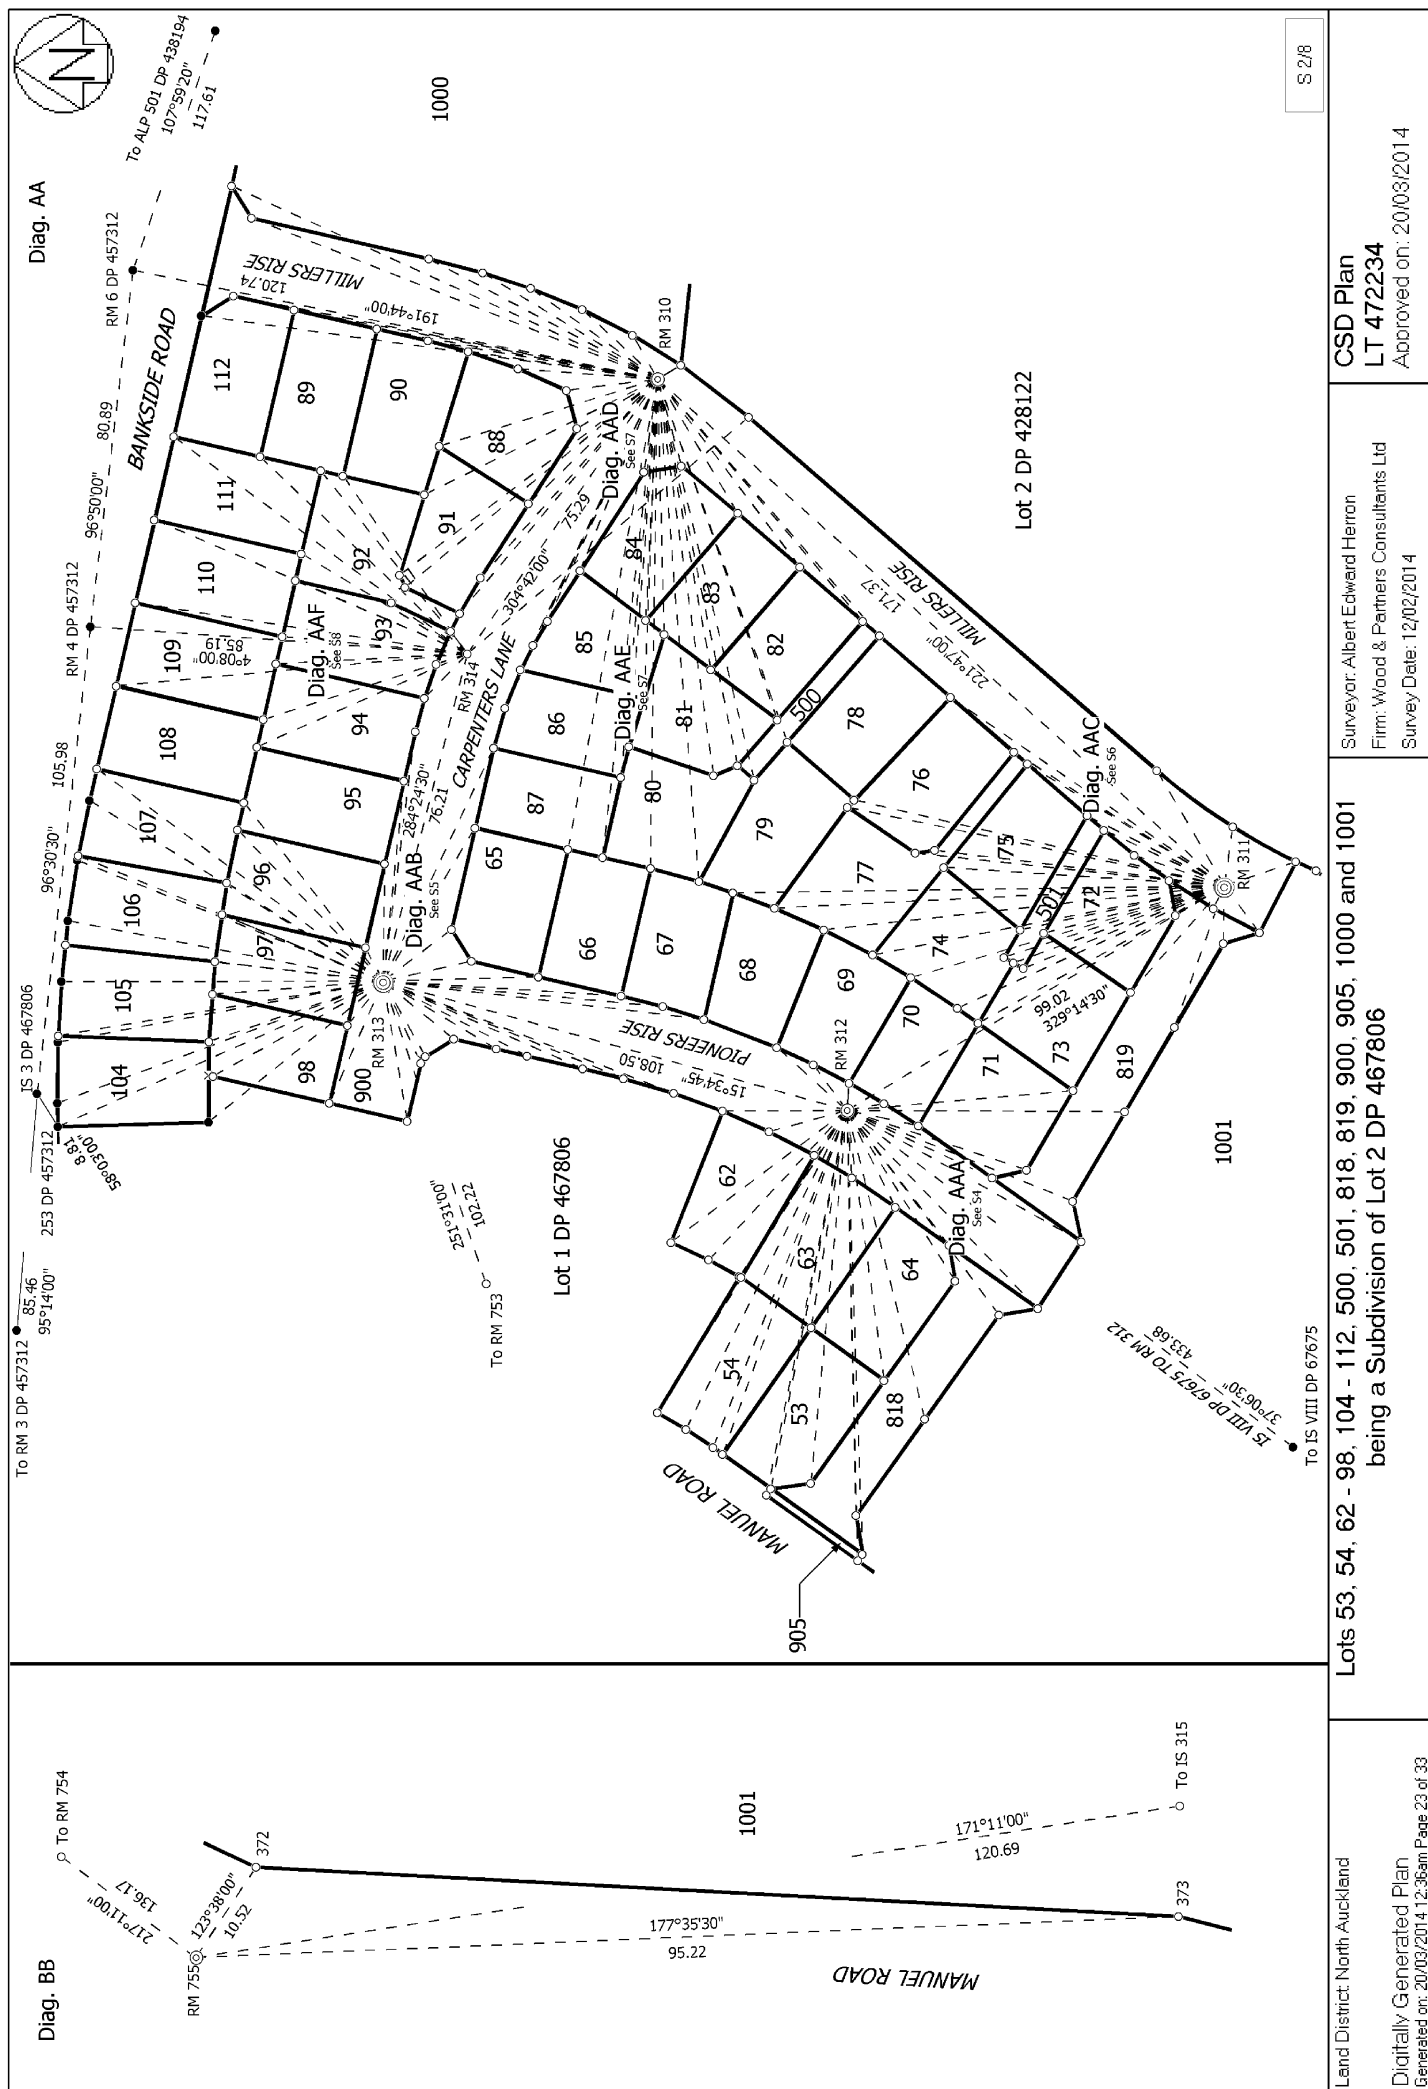 Diag. BB
To RM 754
217°11'00"
136.17
RM 755
123°38'00"
10.52
372
1001
177°35'30"
95.22
MANUEL ROAD
171°11'00"
120.69
To IS 315
373
Diag. AA
N
To RM 3 DP 457312
85.46
95°14'00"
IS 3 DP 467806
253 DP 457312
8.81
58°03'00"
96°30'30"
105.98
RM 4 DP 457312
96°50'00"
80.89
RM 6 DP 457312
To ALP 501 DP 438194
107°59'20"
117.61
1000
BANKSIDE ROAD
104
105
106
107
108
109
110
111
112
4°08'00"
85.19
MILLERS RISE
120.74
191°44'00"
89
90
88
91
92
93
Diag. AAF
See S8
94
95
96
97
98
900
RM 313
Diag. AAB
See S5
284°24'30"
76.21
RM 314
CARPENTERS LANE
304°42'00"
75.29
Diag. AAD
See S7
RM 310
251°31'00"
102.22
To RM 753
Lot 1 DP 467806
65
87
86
85
84
83
82
81
80
79
78
77
76
75
74
73
72
71
70
69
68
67
66
Diag. AAE
See S7
500
501
PIONEERS RISE
108.50
15°34'45"
RM 312
MILLERS RISE
171.37
221°47'00"
Lot 2 DP 428122
Diag. AAC
See S6
RM 311
99.02
329°14'30"
62
63
64
54
53
818
819
Diag. AAA
See S4
MANUEL ROAD
905
1001
IS VIII DP 67675 TO RM 312
433.68
37°06'30"
To IS VIII DP 67675
S 2/8
Land District: North Auckland
Digitally Generated Plan
Generated on: 20/03/2014 12:36am Page 23 of 33
Lots 53, 54, 62 - 98, 104 - 112, 500, 501, 818, 819, 900, 905, 1000 and 1001
being a Subdivision of Lot 2 DP 467806
Surveyor: Albert Edward Herron
Firm: Wood & Partners Consultants Ltd
Survey Date: 12/02/2014
CSD Plan
LT 472234
Approved on: 20/03/2014